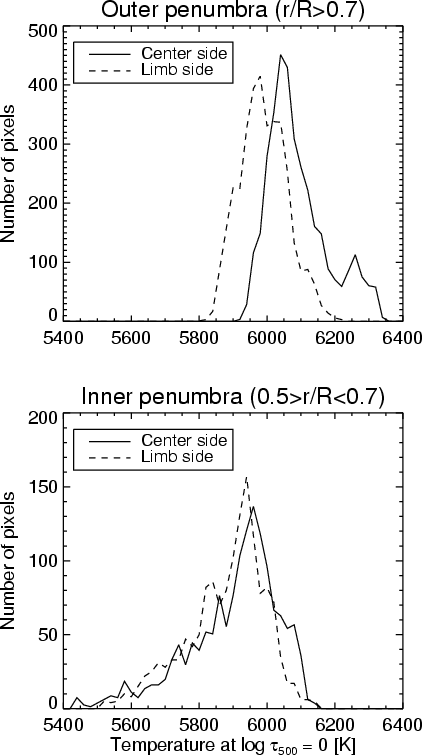 Outer penumbra (r/R>0.7)
500
400
300
200
100
0
Number of pixels
Center side
Limb side
5400 5600 5800 6000 6200 6400
Inner penumbra (0.5>r/R<0.7)
200
150
100
50
0
Number of pixels
Center side
Limb side
5400 5600 5800 6000 6200 6400
Temperature at log τ500 = 0 [K]